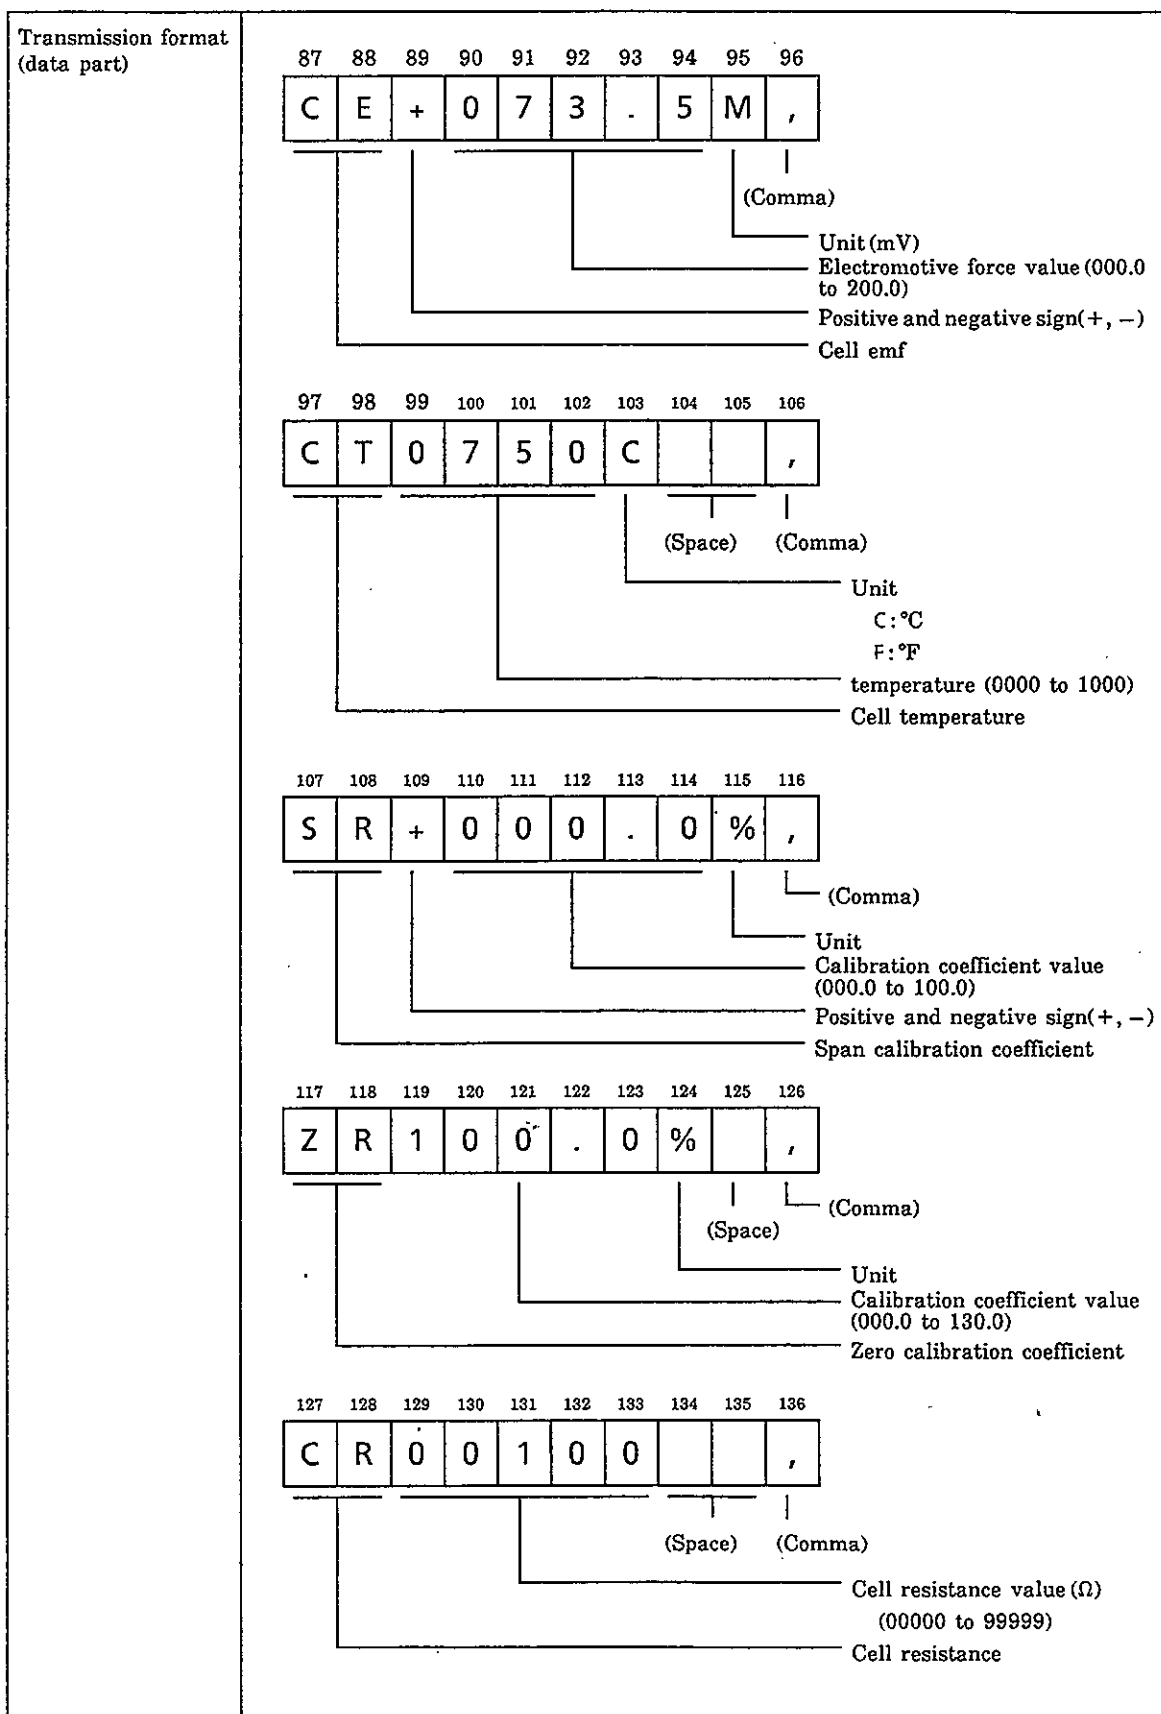 Transmission format
(data part)
87 88 89 90 91 92 93 94 95 96
C E + 0 7 3 . 5 M ,
(Comma)
Unit (mV)
Electromotive force value (000.0
to 200.0)
Positive and negative sign(+, −)
Cell emf
97 98 99 100 101 102 103 104 105 106
C T 0 7 5 0 C ,
(Space) (Comma)
Unit
C:°C
F:°F
temperature (0000 to 1000)
Cell temperature
107 108 109 110 111 112 113 114 115 116
S R + 0 0 0 . 0 % ,
(Comma)
Unit
Calibration coefficient value
(000.0 to 100.0)
Positive and negative sign(+, −)
Span calibration coefficient
117 118 119 120 121 122 123 124 125 126
Z R 1 0 0 . 0 % ,
(Comma)
(Space)
Unit
Calibration coefficient value
(000.0 to 130.0)
Zero calibration coefficient
127 128 129 130 131 132 133 134 135 136
C R 0 0 1 0 0 ,
(Space) (Comma)
Cell resistance value (Ω)
(00000 to 99999)
Cell resistance